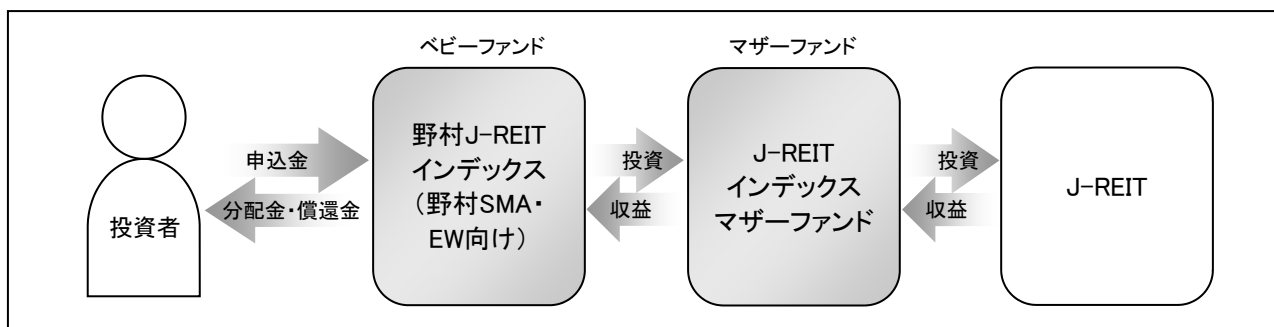 ベビーファンド
マザーファンド
投資者
申込金
分配金・償還金
野村J-REIT
インデックス
(野村SMA・
EW向け)
投資
収益
J-REIT
インデックス
マザーファンド
投資
収益
J-REIT